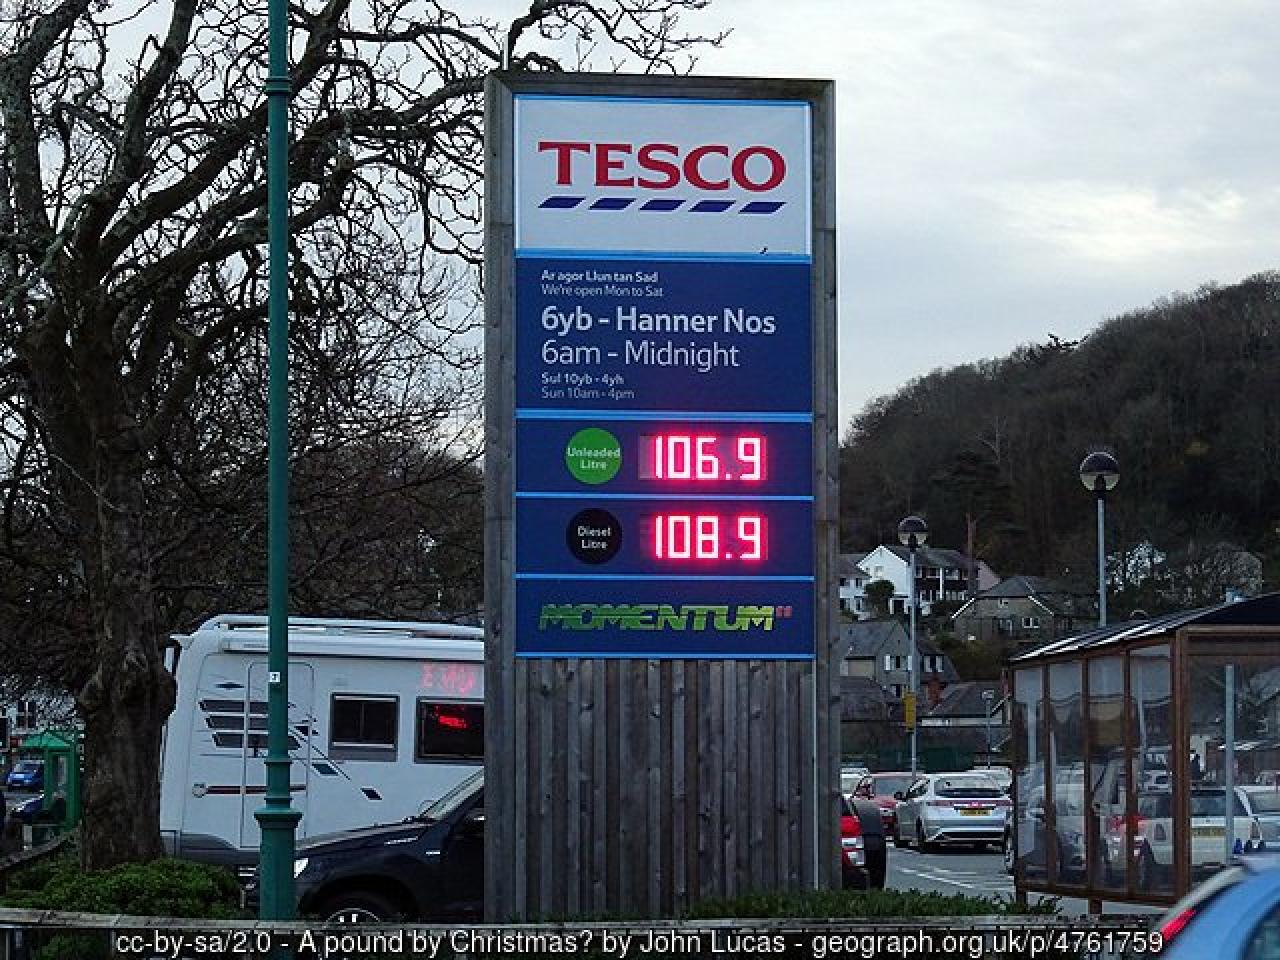 TESCO
Ar agor Llun tan Sad
We're open Mon to Sat
6yb - Hanner Nos
6am - Midnight
Sul 10yb - 4yh
Sun 10am - 4pm
Unleaded
Litre
106.9
Diesel
Litre
108.9
MOMENTUM99
cc-by-sa/2.0 - A pound by Christmas? by John Lucas - geograph.org.uk/p/4761759